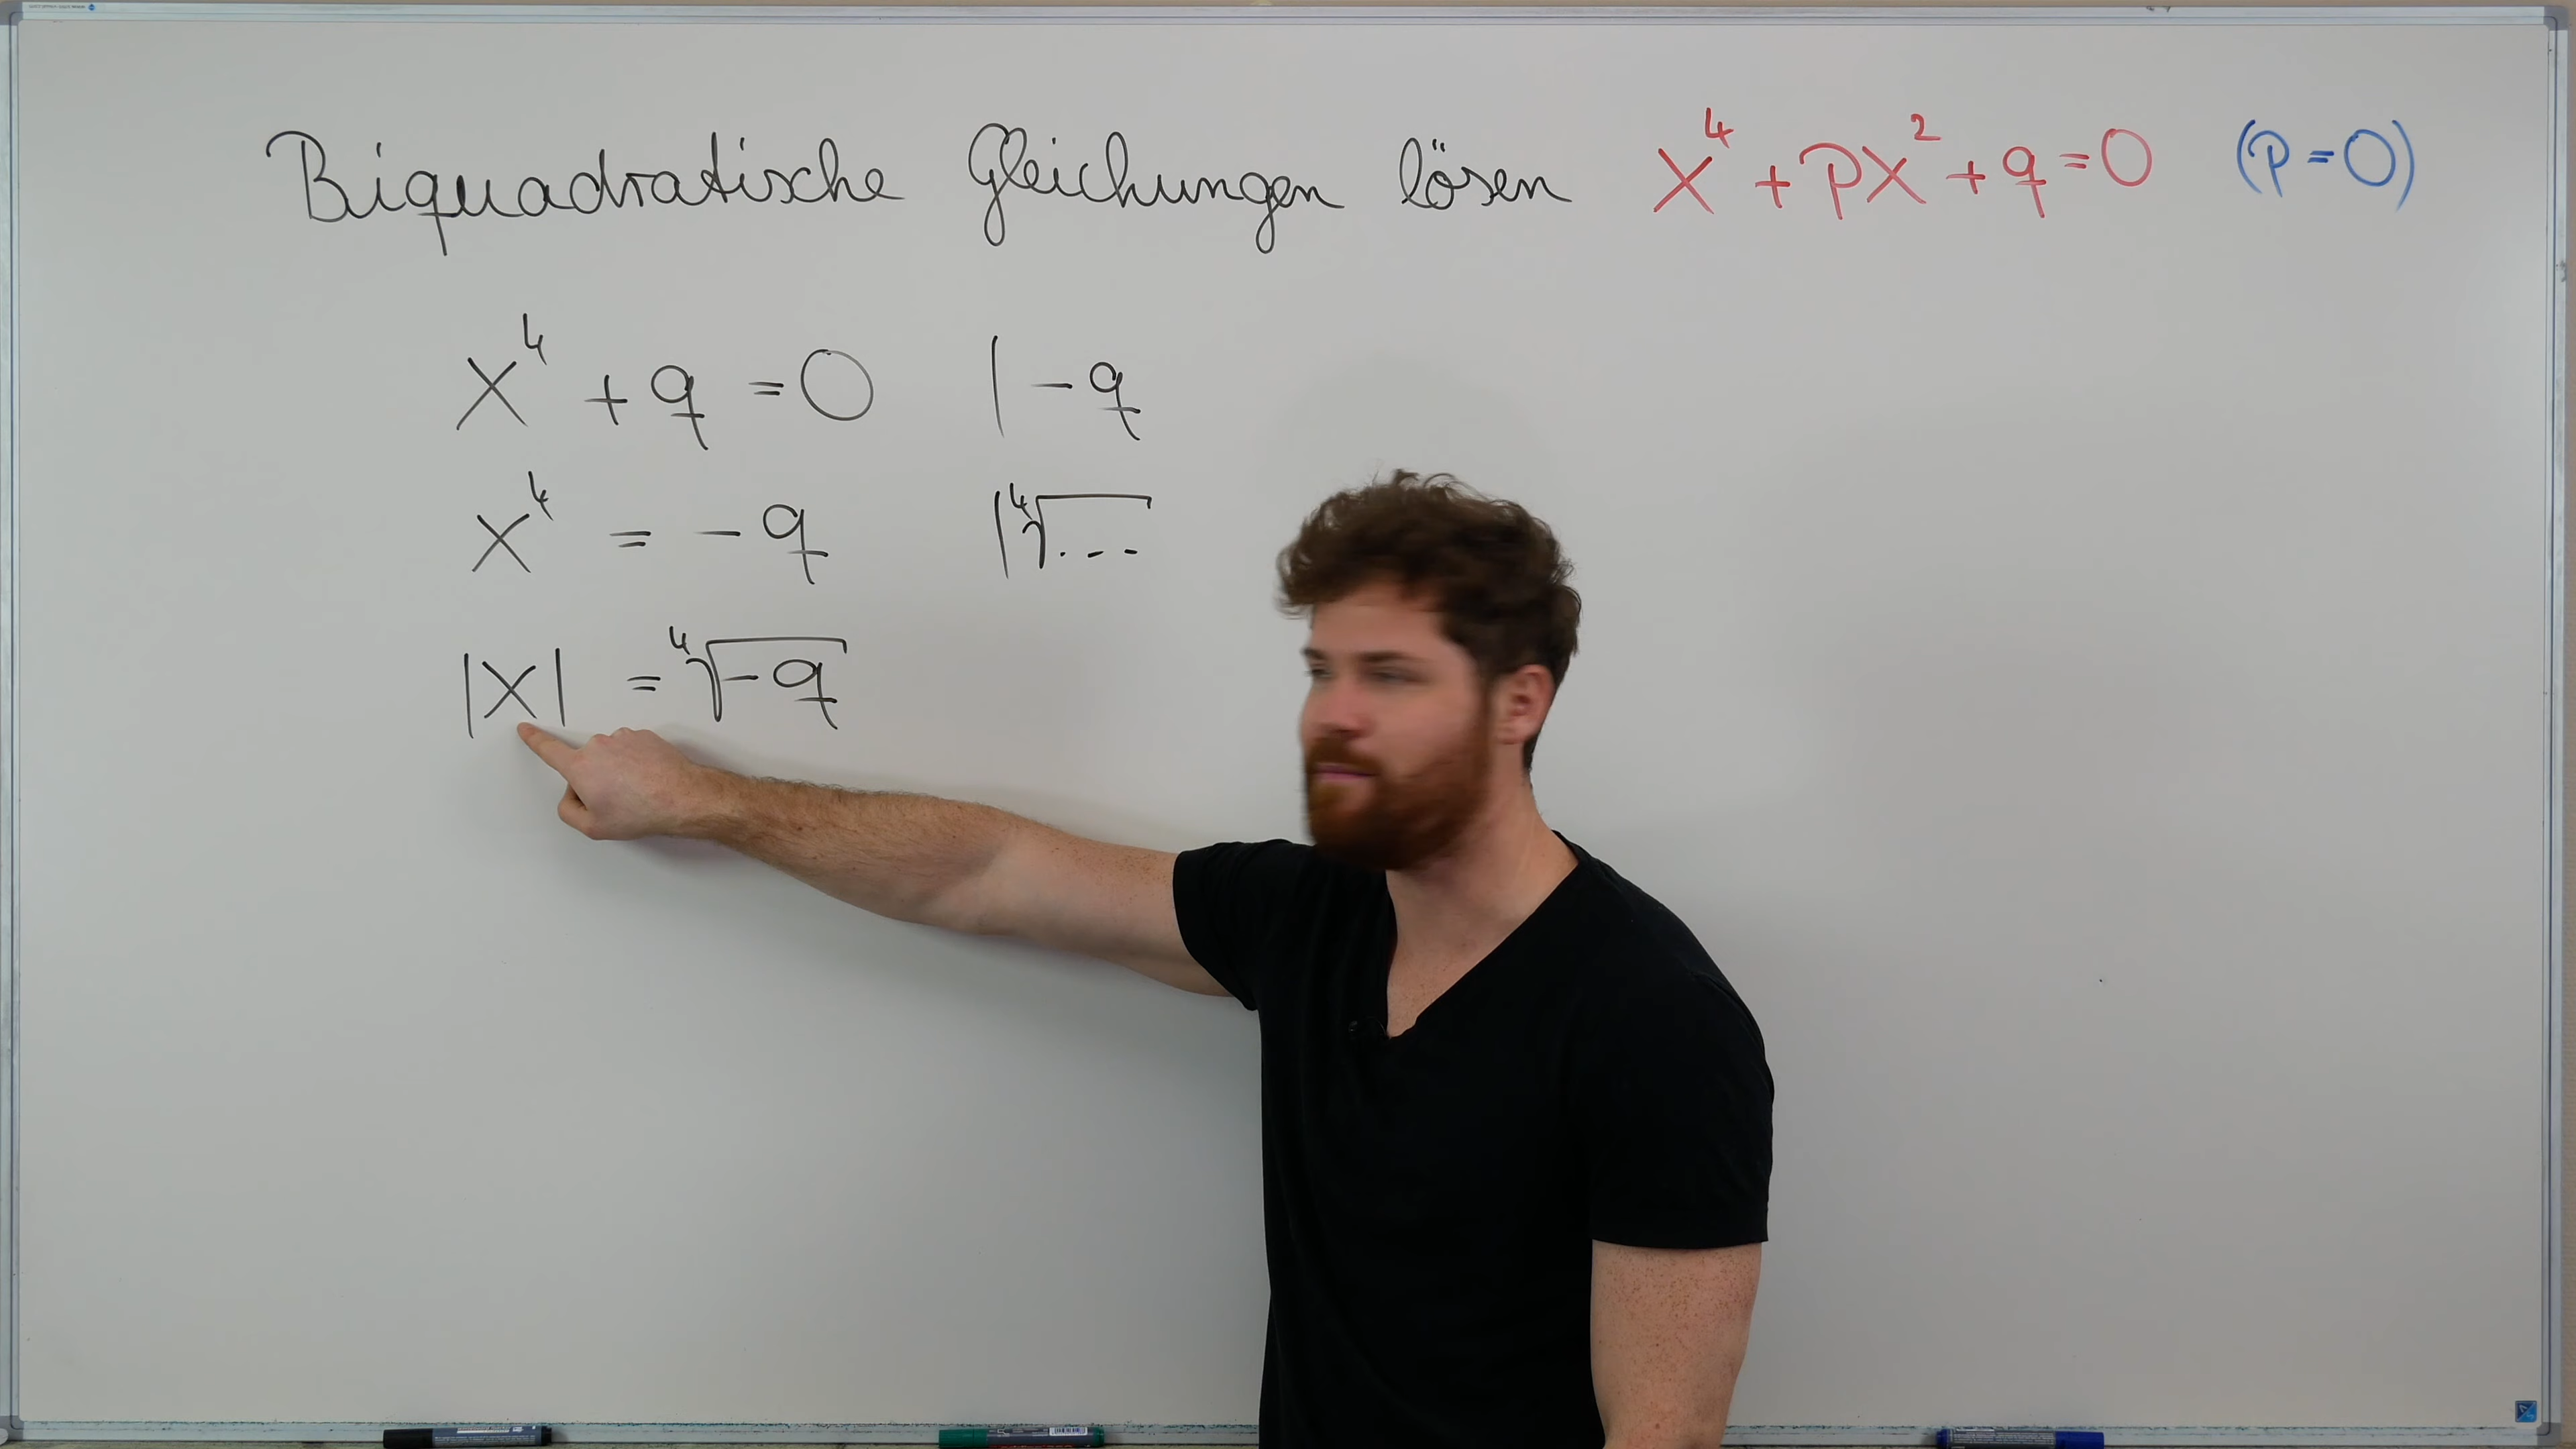 Biquadratische Gleichungen lösen x⁴ + px² + q = 0 (p = 0)
x⁴ + q = 0 | - q
x⁴ = - q | ⁴√...
|x| = ⁴√-q